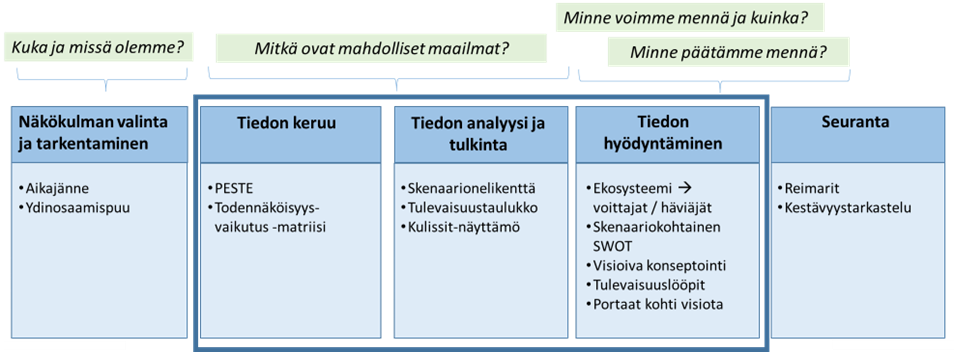 Minne voimme mennä ja kuinka?
Kuka ja missä olemme?
Mitkä ovat mahdolliset maailmat?
Minne päätämme mennä?
Näkökulman valinta
ja tarkentaminen
•Aikajänne
•Ydinosaamispuu
Tiedon keruu
•PESTE
•Todennäköisyys-
vaikutus -matriisi
Tiedon analyysi ja
tulkinta
•Skenaarionelikenttä
•Tulevaisuustaulukko
•Kulissit-näyttämö
Tiedon
hyödyntäminen
•Ekosysteemi →
voittajat / häviäjät
•Skenaariokohtainen
SWOT
•Visioiva konseptointi
•Tulevaisuuslööpit
•Portaat kohti visiota
Seuranta
•Reimarit
•Kestävyystarkastelu